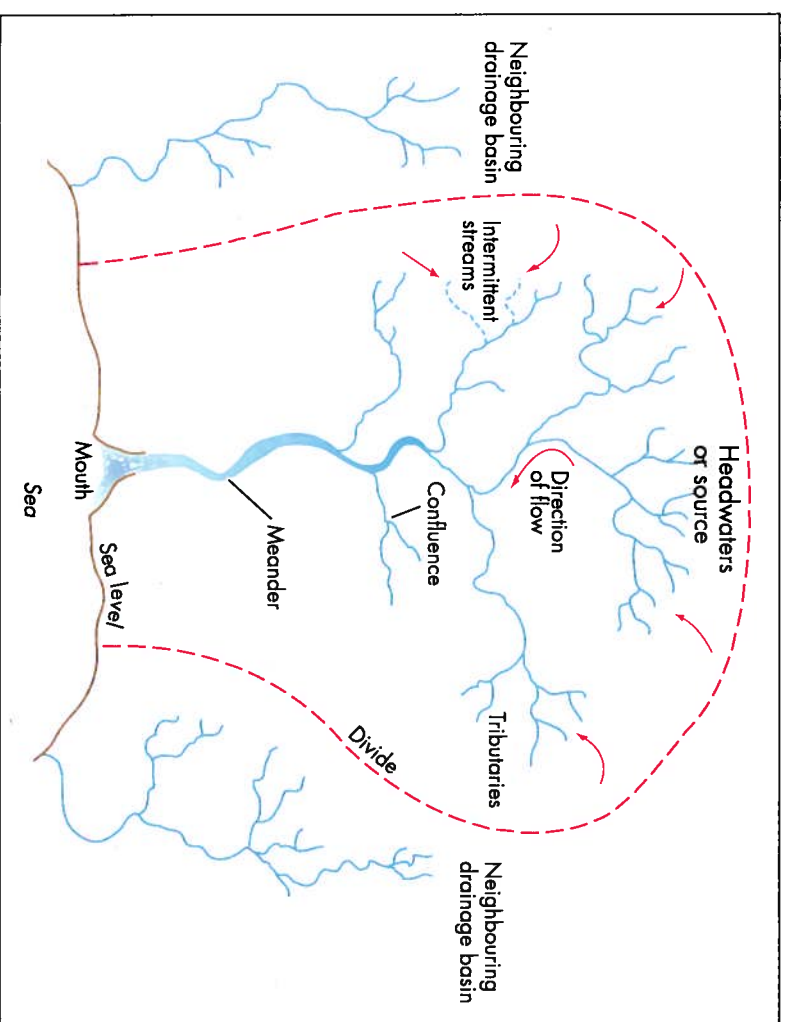 Neighbouring
drainage basin
Headwaters
or source
Intermittent
streams
Direction
of flow
Confluence
Tributaries
Meander
Divide
Mouth
Sea level
Sea
Neighbouring
drainage basin